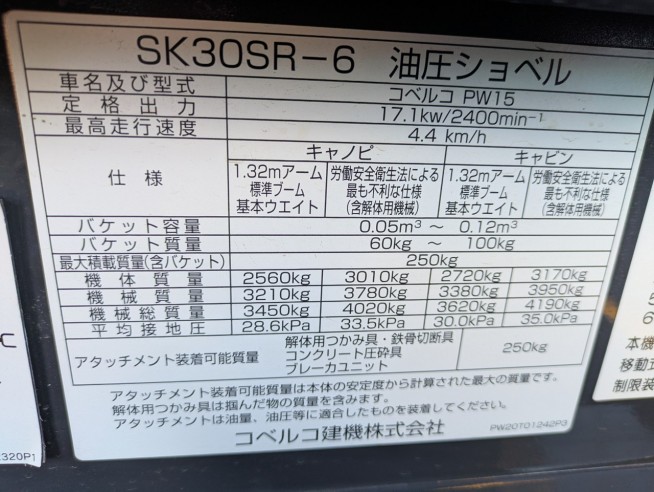 SK30SR-6 油圧ショベル
車名及び型式 コベルコ PW15
定格出力 17.1kw/2400min-1
最高走行速度 4.4 km/h
仕様 キャノピ キャビン
1.32mアーム 労働安全衛生法による 1.32mアーム 労働安全衛生法による
標準ブーム 最も不利な仕様 標準ブーム 最も不利な仕様
基本ウエイト (含解体用機械) 基本ウエイト (含解体用機械)
バケット容量 0.05m³ ~ 0.12m³
バケット質量 60kg ~ 100kg
最大積載質量(含バケット) 250kg
機体質量 2560kg 3010kg 2720kg 3170kg
機械質量 3210kg 3780kg 3380kg 3950kg
機械総質量 3450kg 4020kg 3620kg 4190kg
平均接地圧 28.6kPa 33.5kPa 30.0kPa 35.0kPa
アタッチメント装着可能質量 解体用つかみ具・鉄骨切断具 250kg
コンクリート圧砕具
ブレーカユニット
アタッチメント装着可能質量は本体の安定度から計算された最大の質量です。
解体用つかみ具は掴んだ物の質量を含みます。
アタッチメントは油量、油圧等に適合したものを装着してください。
コベルコ建機株式会社 PW20T01242P3
C
320P1
5
6
本機
移動式
制限装